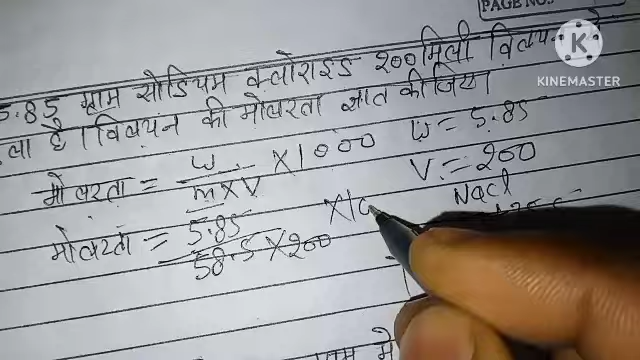 PAGE NO.
5.85 ग्राम सोडियम क्लोराइड 200 मिली विलयन
है। विलयन की मोलरता ज्ञात कीजिये।
मोलरता = W / m×V ×1000
W = 5.85
V = 200
NaCl
मोलरता = 5.85 / 58.5×200 ×1
KINEMASTER